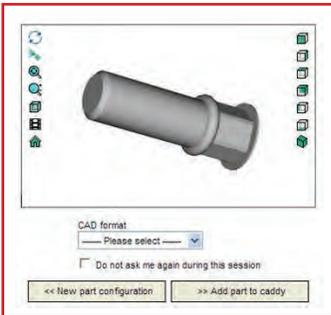 CAD format
------ Please select ------
Do not ask me again during this session
<< New part configuration
>> Add part to caddy